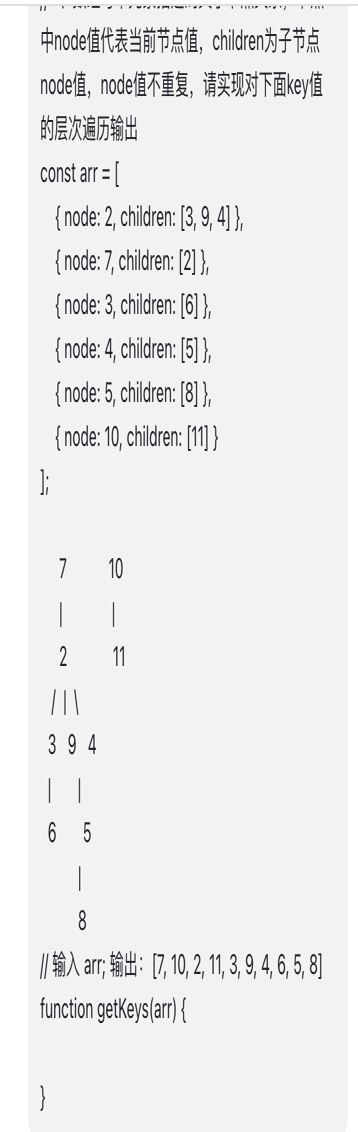 中node值代表当前节点值，children为子节点
node值，node值不重复，请实现对下面key值
的层次遍历输出
const arr = [
{ node: 2, children: [3, 9, 4] },
{ node: 7, children: [2] },
{ node: 3, children: [6] },
{ node: 4, children: [5] },
{ node: 5, children: [8] },
{ node: 10, children: [11] }
];
7 10
| |
2 11
/ | \
3 9 4
| |
6 5
|
8
// 输入 arr; 输出：[7, 10, 2, 11, 3, 9, 4, 6, 5, 8]
function getKeys(arr) {
}